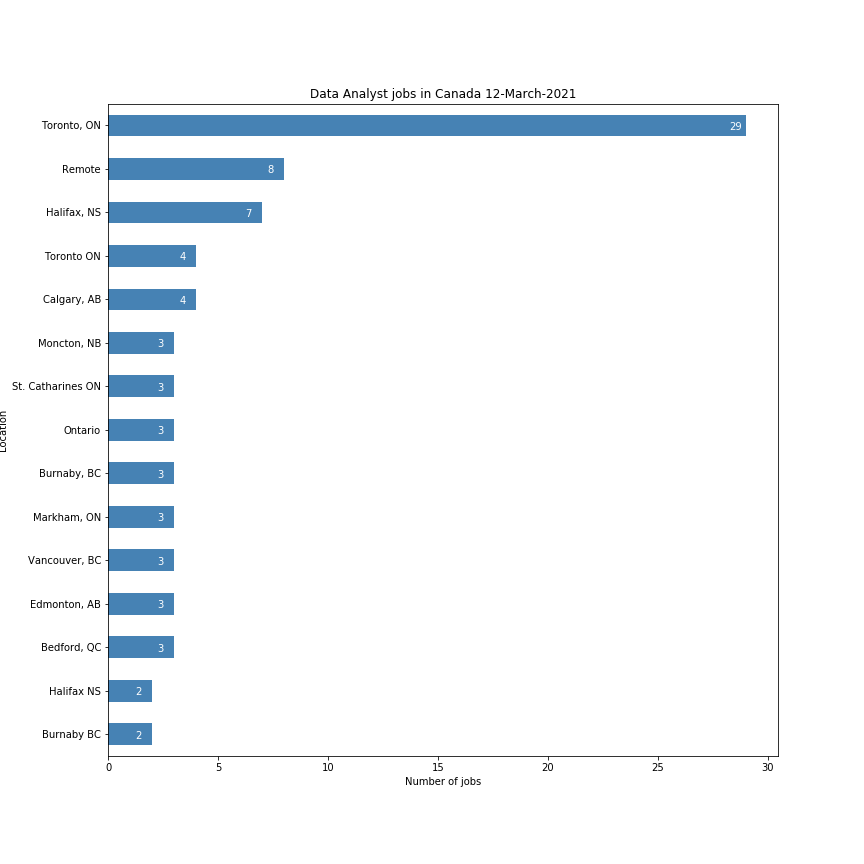 Data Analyst jobs in Canada 12-March-2021
Toronto, ON 29
Remote 8
Halifax, NS 7
Toronto ON 4
Calgary, AB 4
Moncton, NB 3
St. Catharines ON 3
Ontario 3
Burnaby, BC 3
Markham, ON 3
Vancouver, BC 3
Edmonton, AB 3
Bedford, QC 3
Halifax NS 2
Burnaby BC 2
Location
0 5 10 15 20 25 30
Number of jobs